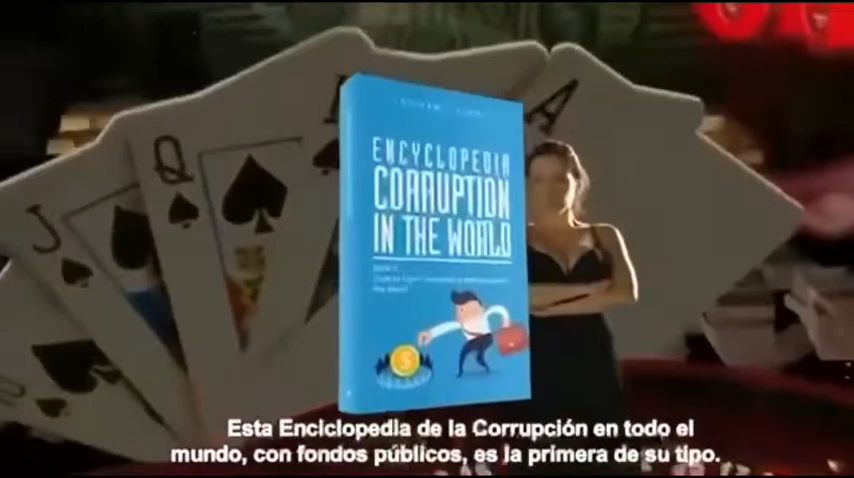 J
Q
A
ENCYCLOPEDIA
CORRUPTION
IN THE WORLD
Esta Enciclopedia de la Corrupción en todo el
mundo, con fondos públicos, es la primera de su tipo.